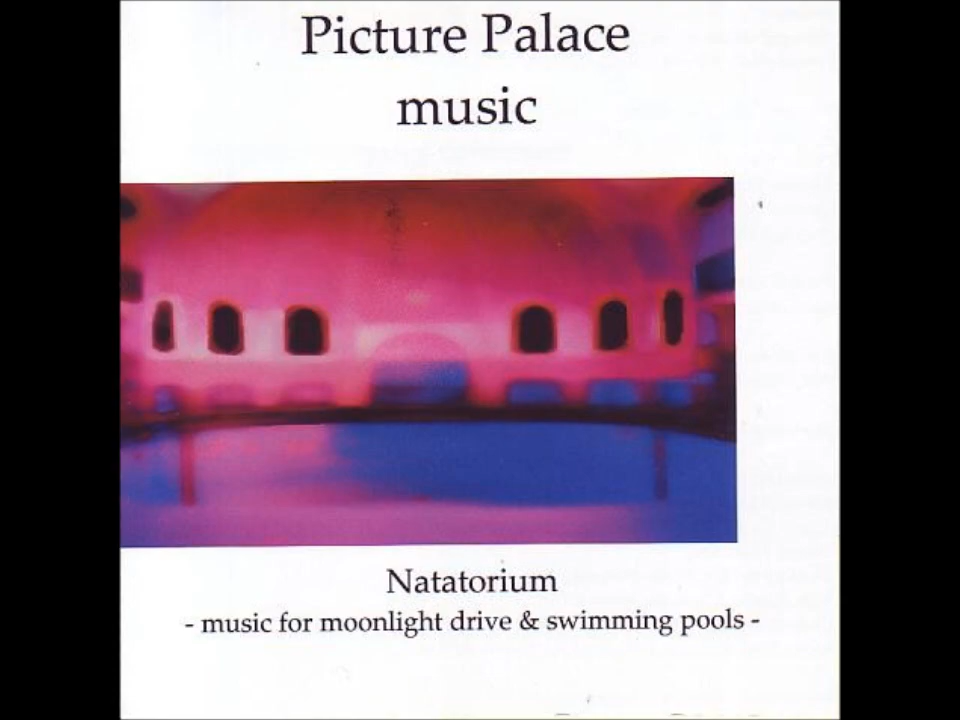 Picture Palace
music
Natatorium
- music for moonlight drive & swimming pools -